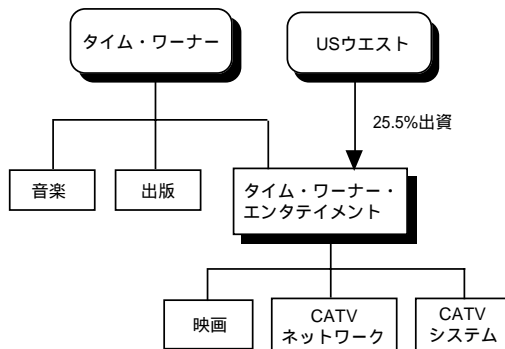 タイム・ワーナー
USウエスト
25.5%出資
音楽
出版
タイム・ワーナー・
エンタテイメント
映画
CATV
ネットワーク
CATV
システム